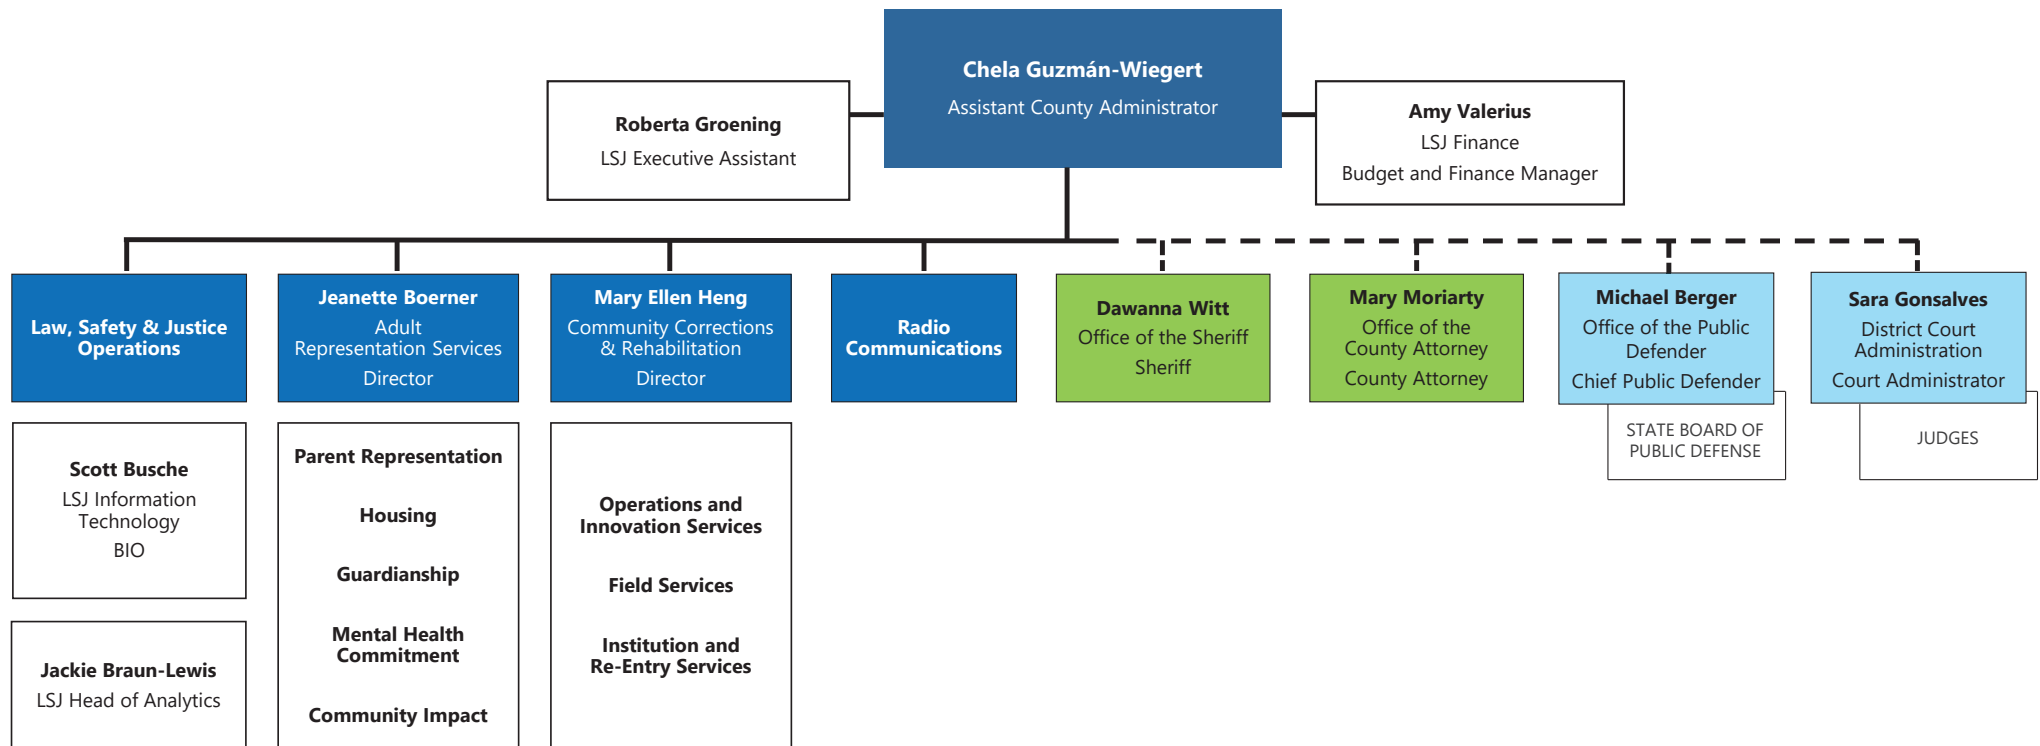 Chela Guzmán-Wiegert
Assistant County Administrator
Roberta Groening
LSJ Executive Assistant
Amy Valerius
LSJ Finance
Budget and Finance Manager
Law, Safety & Justice
Operations
Jeanette Boerner
Adult
Representation Services
Director
Mary Ellen Heng
Community Corrections
& Rehabilitation
Director
Radio
Communications
Dawanna Witt
Office of the Sheriff
Sheriff
Mary Moriarty
Office of the
County Attorney
County Attorney
Michael Berger
Office of the Public
Defender
Chief Public Defender
STATE BOARD OF
PUBLIC DEFENSE
Sara Gonsalves
District Court
Administration
Court Administrator
JUDGES
Scott Busche
LSJ Information
Technology
BIO
Jackie Braun-Lewis
LSJ Head of Analytics
Parent Representation
Housing
Guardianship
Mental Health
Commitment
Community Impact
Operations and
Innovation Services
Field Services
Institution and
Re-Entry Services